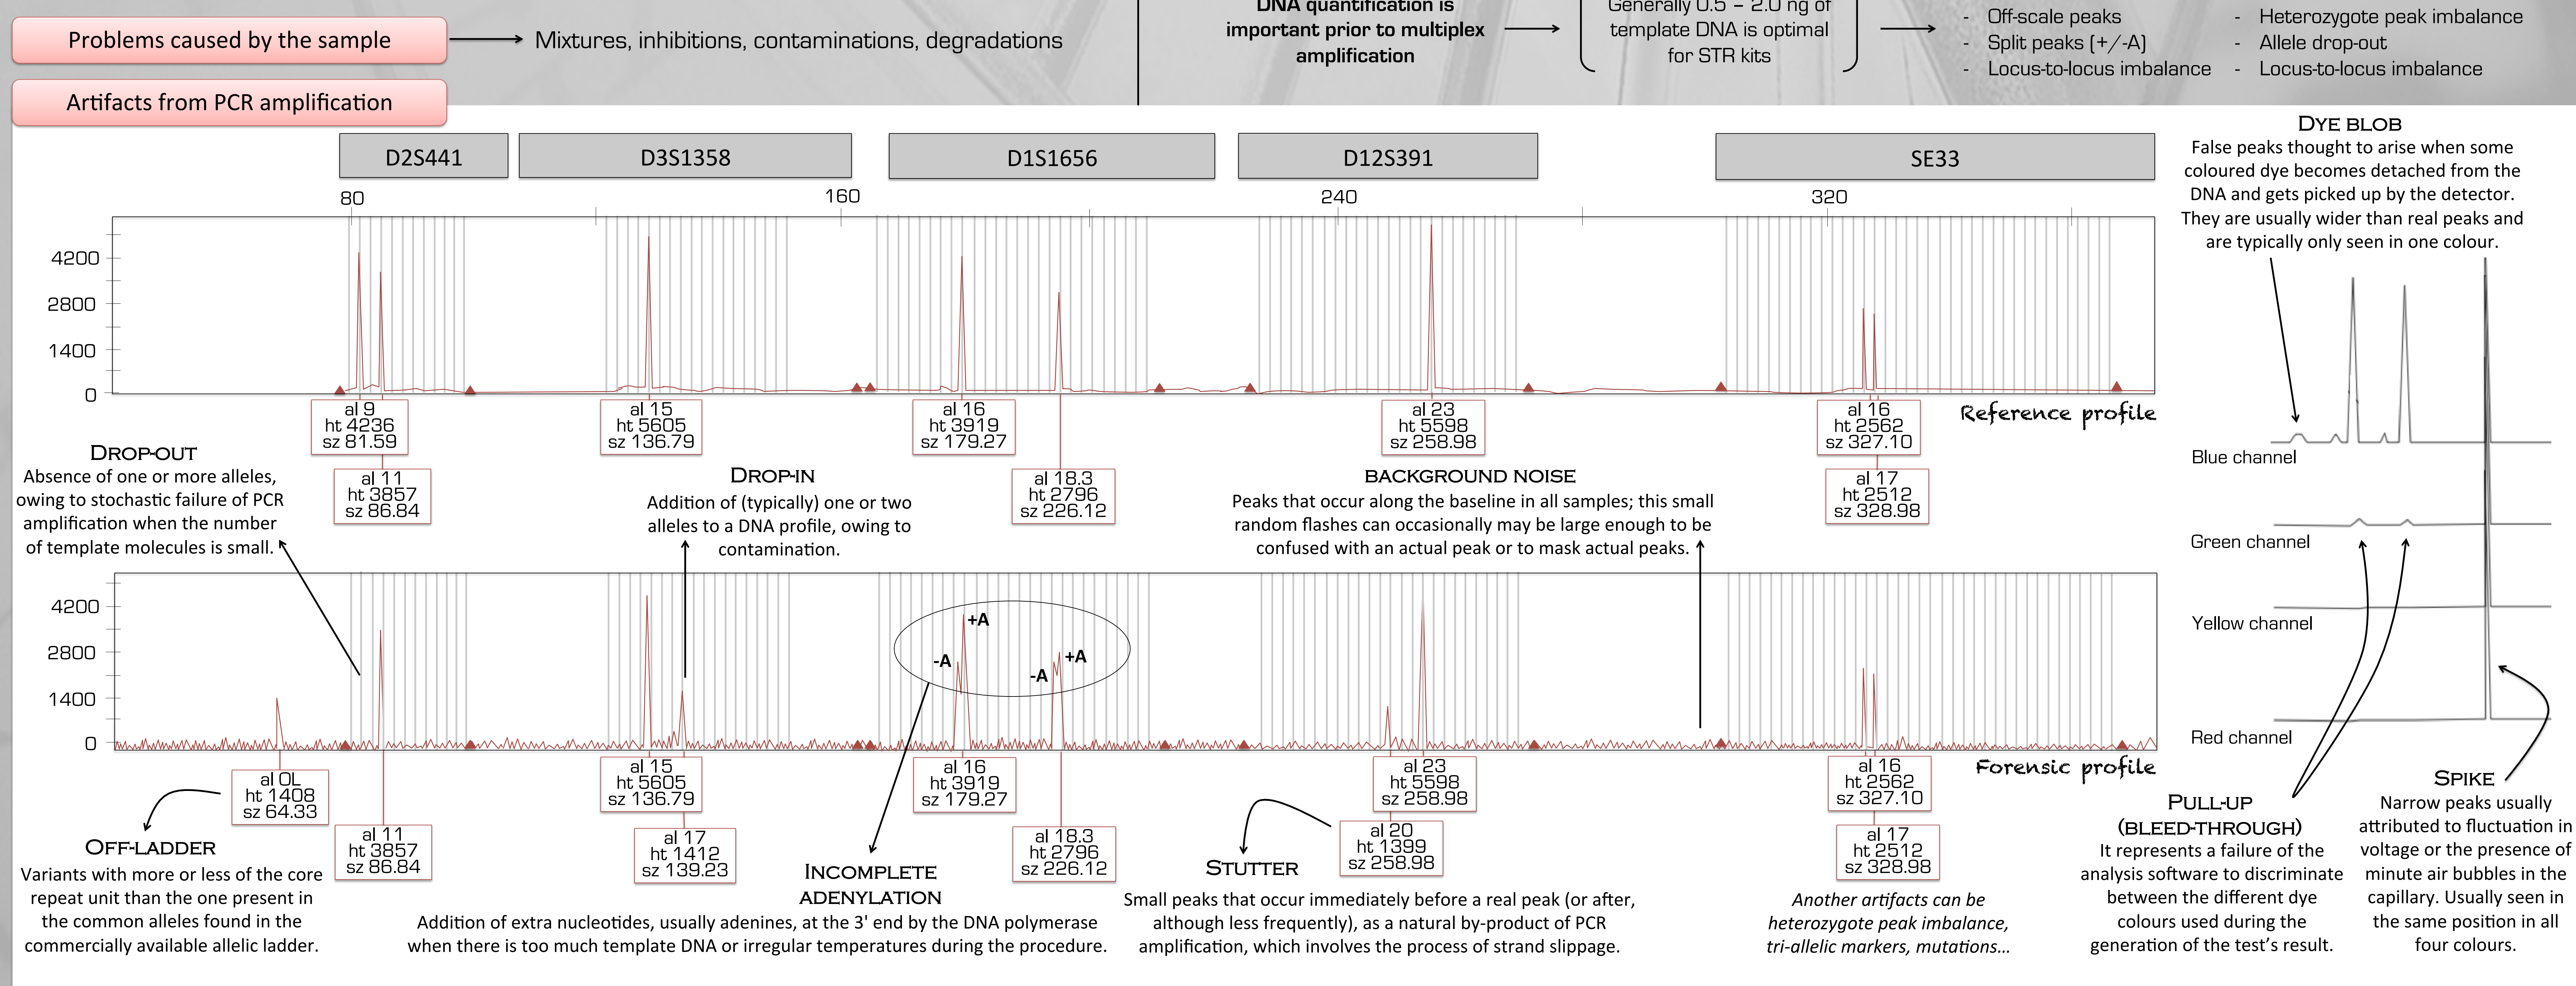 Problems caused by the sample
Mixtures, inhibitions, contaminations, degradations
DNA quantification is
important prior to multiplex
amplification
Generally 0.5 – 2.0 ng of
template DNA is optimal
for STR kits
- Off-scale peaks
- Split peaks (+/-A)
- Locus-to-locus imbalance
- Heterozygote peak imbalance
- Allele drop-out
- Locus-to-locus imbalance
Artifacts from PCR amplification
D2S441
D3S1358
D1S1656
D12S391
SE33
80
160
240
320
4200
2800
1400
0
al 9
ht 4236
sz 81.59
al 11
ht 3857
sz 86.84
al 15
ht 5605
sz 136.79
al 16
ht 3919
sz 179.27
al 18.3
ht 2796
sz 226.12
al 23
ht 5598
sz 258.98
al 16
ht 2562
sz 327.10
al 17
ht 2512
sz 328.98
Reference profile
DROP-OUT
Absence of one or more alleles,
owing to stochastic failure of PCR
amplification when the number
of template molecules is small.
DROP-IN
Addition of (typically) one or two
alleles to a DNA profile, owing to
contamination.
BACKGROUND NOISE
Peaks that occur along the baseline in all samples; this small
random flashes can occasionally may be large enough to be
confused with an actual peak or to mask actual peaks.
4200
2800
1400
0
+A
-A
+A
-A
al OL
ht 1408
sz 64.33
al 11
ht 3857
sz 86.84
al 15
ht 5605
sz 136.79
al 17
ht 1412
sz 139.23
al 16
ht 3919
sz 179.27
al 18.3
ht 2796
sz 226.12
al 23
ht 5598
sz 258.98
al 20
ht 1399
sz 258.98
al 16
ht 2562
sz 327.10
al 17
ht 2512
sz 328.98
Forensic profile
OFF-LADDER
Variants with more or less of the core
repeat unit than the one present in
the common alleles found in the
commercially available allelic ladder.
INCOMPLETE
ADENYLATION
Addition of extra nucleotides, usually adenines, at the 3' end by the DNA polymerase
when there is too much template DNA or irregular temperatures during the procedure.
STUTTER
Small peaks that occur immediately before a real peak (or after,
although less frequently), as a natural by-product of PCR
amplification, which involves the process of strand slippage.
Another artifacts can be
heterozygote peak imbalance,
tri-allelic markers, mutations...
DYE BLOB
False peaks thought to arise when some
coloured dye becomes detached from the
DNA and gets picked up by the detector.
They are usually wider than real peaks and
are typically only seen in one colour.
Blue channel
Green channel
Yellow channel
Red channel
PULL-UP
(BLEED-THROUGH)
It represents a failure of the
analysis software to discriminate
between the different dye
colours used during the
generation of the test's result.
SPIKE
Narrow peaks usually
attributed to fluctuation in
voltage or the presence of
minute air bubbles in the
capillary. Usually seen in
the same position in all
four colours.